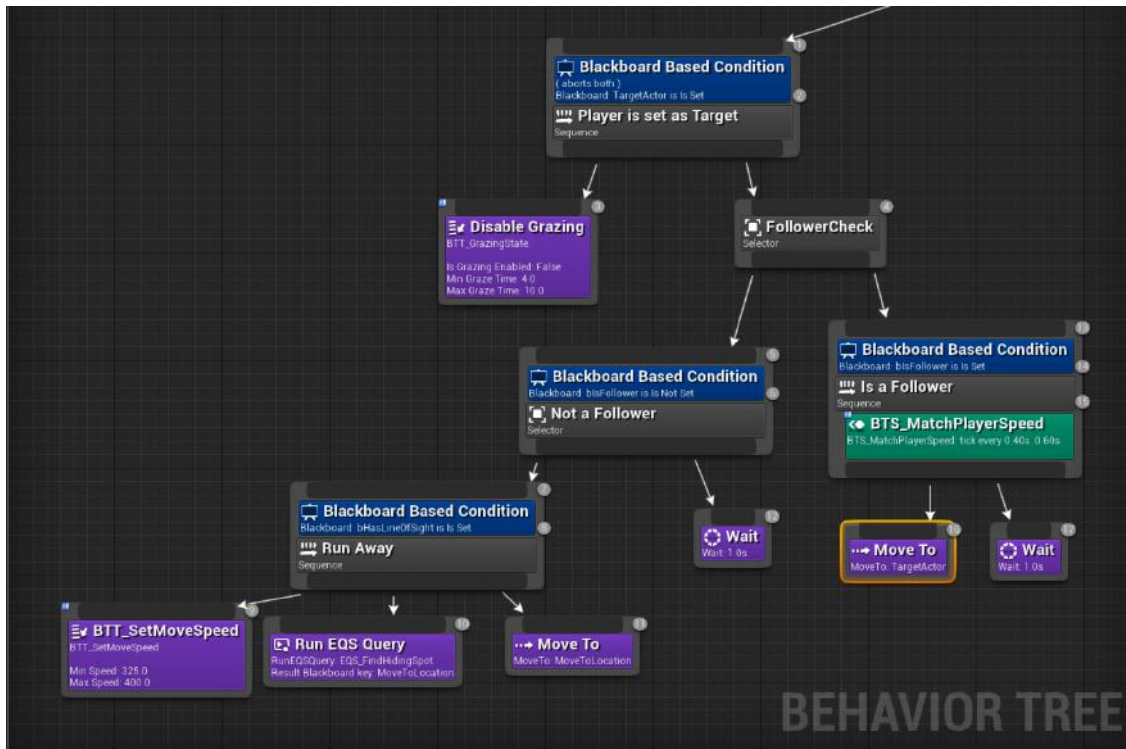 1
Blackboard Based Condition
( aborts both )
Blackboard: TargetActor is Is Set
2
Player is set as Target
Sequence
3
Disable Grazing
BTT_GrazingState
Is Grazing Enabled: False
Min Graze Time: 4.0
Max Graze Time: 10.0
4
FollowerCheck
Selector
5
Blackboard Based Condition
Blackboard: bIsFollower is Is Not Set
6
Not a Follower
Selector
13
Blackboard Based Condition
Blackboard: bIsFollower is Is Set
14
Is a Follower
Sequence
15
BTS_MatchPlayerSpeed
BTS_MatchPlayerSpeed: tick every 0.40s..0.60s
7
Blackboard Based Condition
Blackboard: bHasLineOfSight is Is Set
8
Run Away
Sequence
12
Wait
Wait: 1.0s
16
Move To
MoveTo: TargetActor
17
Wait
Wait: 1.0s
9
BTT_SetMoveSpeed
BTT_SetMoveSpeed
Min Speed: 325.0
Max Speed: 400.0
10
Run EQS Query
RunEQSQuery: EQS_FindHidingSpot
Result Blackboard key: MoveToLocation
11
Move To
MoveTo: MoveToLocation
BEHAVIOR TREE